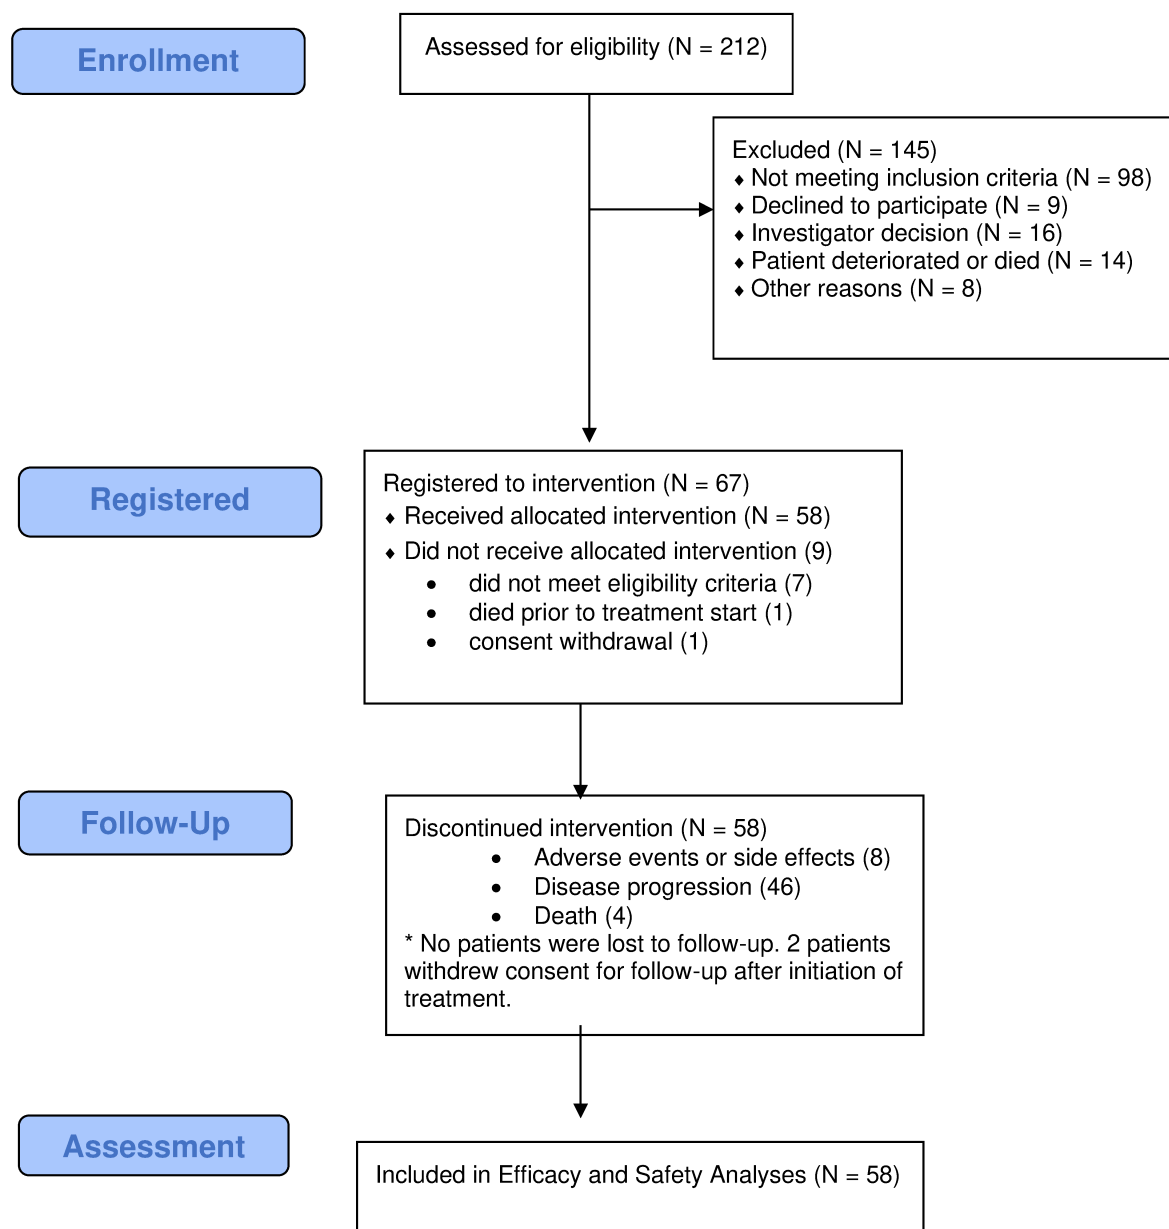 Enrollment
Assessed for eligibility (N = 212)
Excluded (N = 145)
♦ Not meeting inclusion criteria (N = 98)
♦ Declined to participate (N = 9)
♦ Investigator decision (N = 16)
♦ Patient deteriorated or died (N = 14)
♦ Other reasons (N = 8)
Registered
Registered to intervention (N = 67)
♦ Received allocated intervention (N = 58)
♦ Did not receive allocated intervention (9)
• did not meet eligibility criteria (7)
• died prior to treatment start (1)
• consent withdrawal (1)
Follow-Up
Discontinued intervention (N = 58)
• Adverse events or side effects (8)
• Disease progression (46)
• Death (4)
* No patients were lost to follow-up. 2 patients
withdrew consent for follow-up after initiation of
treatment.
Assessment
Included in Efficacy and Safety Analyses (N = 58)